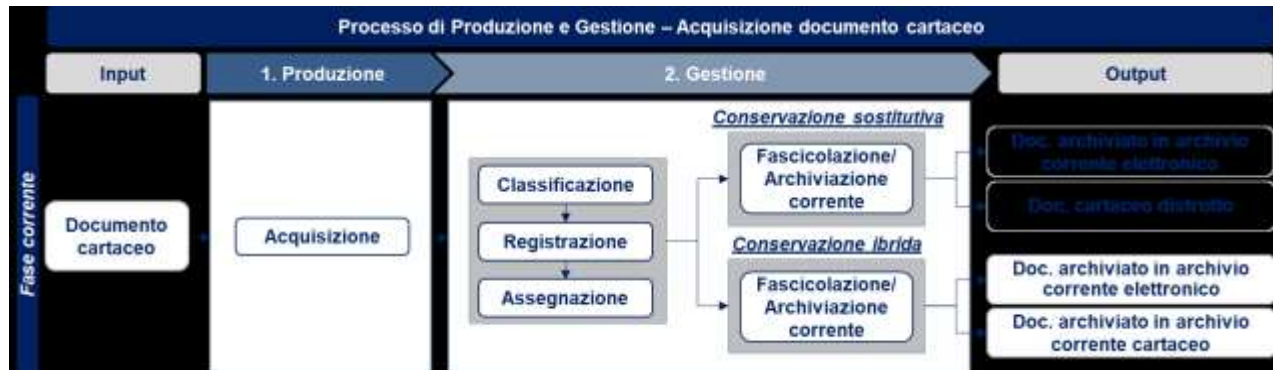 Processo di Produzione e Gestione – Acquisizione documento cartaceo
Input
1. Produzione
2. Gestione
Output
Fase corrente
Documento
cartaceo
Acquisizione
Classificazione
Registrazione
Assegnazione
Conservazione sostitutiva
Fascicolazione/
Archiviazione
corrente
Conservazione ibrida
Fascicolazione/
Archiviazione
corrente
Doc. archiviato in archivio
corrente elettronico
Doc. cartaceo distrutto
Doc. archiviato in archivio
corrente elettronico
Doc. archiviato in archivio
corrente cartaceo